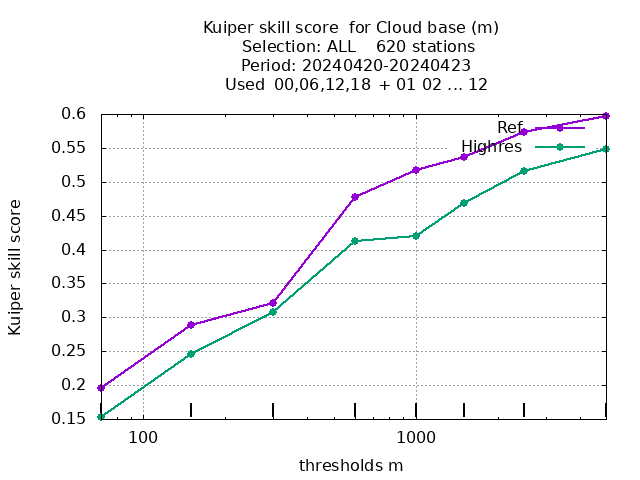 Kuiper skill score  for Cloud base (m)
Selection: ALL    620 stations
Period: 20240420-20240423
Used  00,06,12,18  + 01 02 ... 12
0.6
0.55
0.5
0.45
0.4
0.35
0.3
0.25
0.2
0.15
Kuiper skill score
Ref
Highres
100
1000
thresholds m